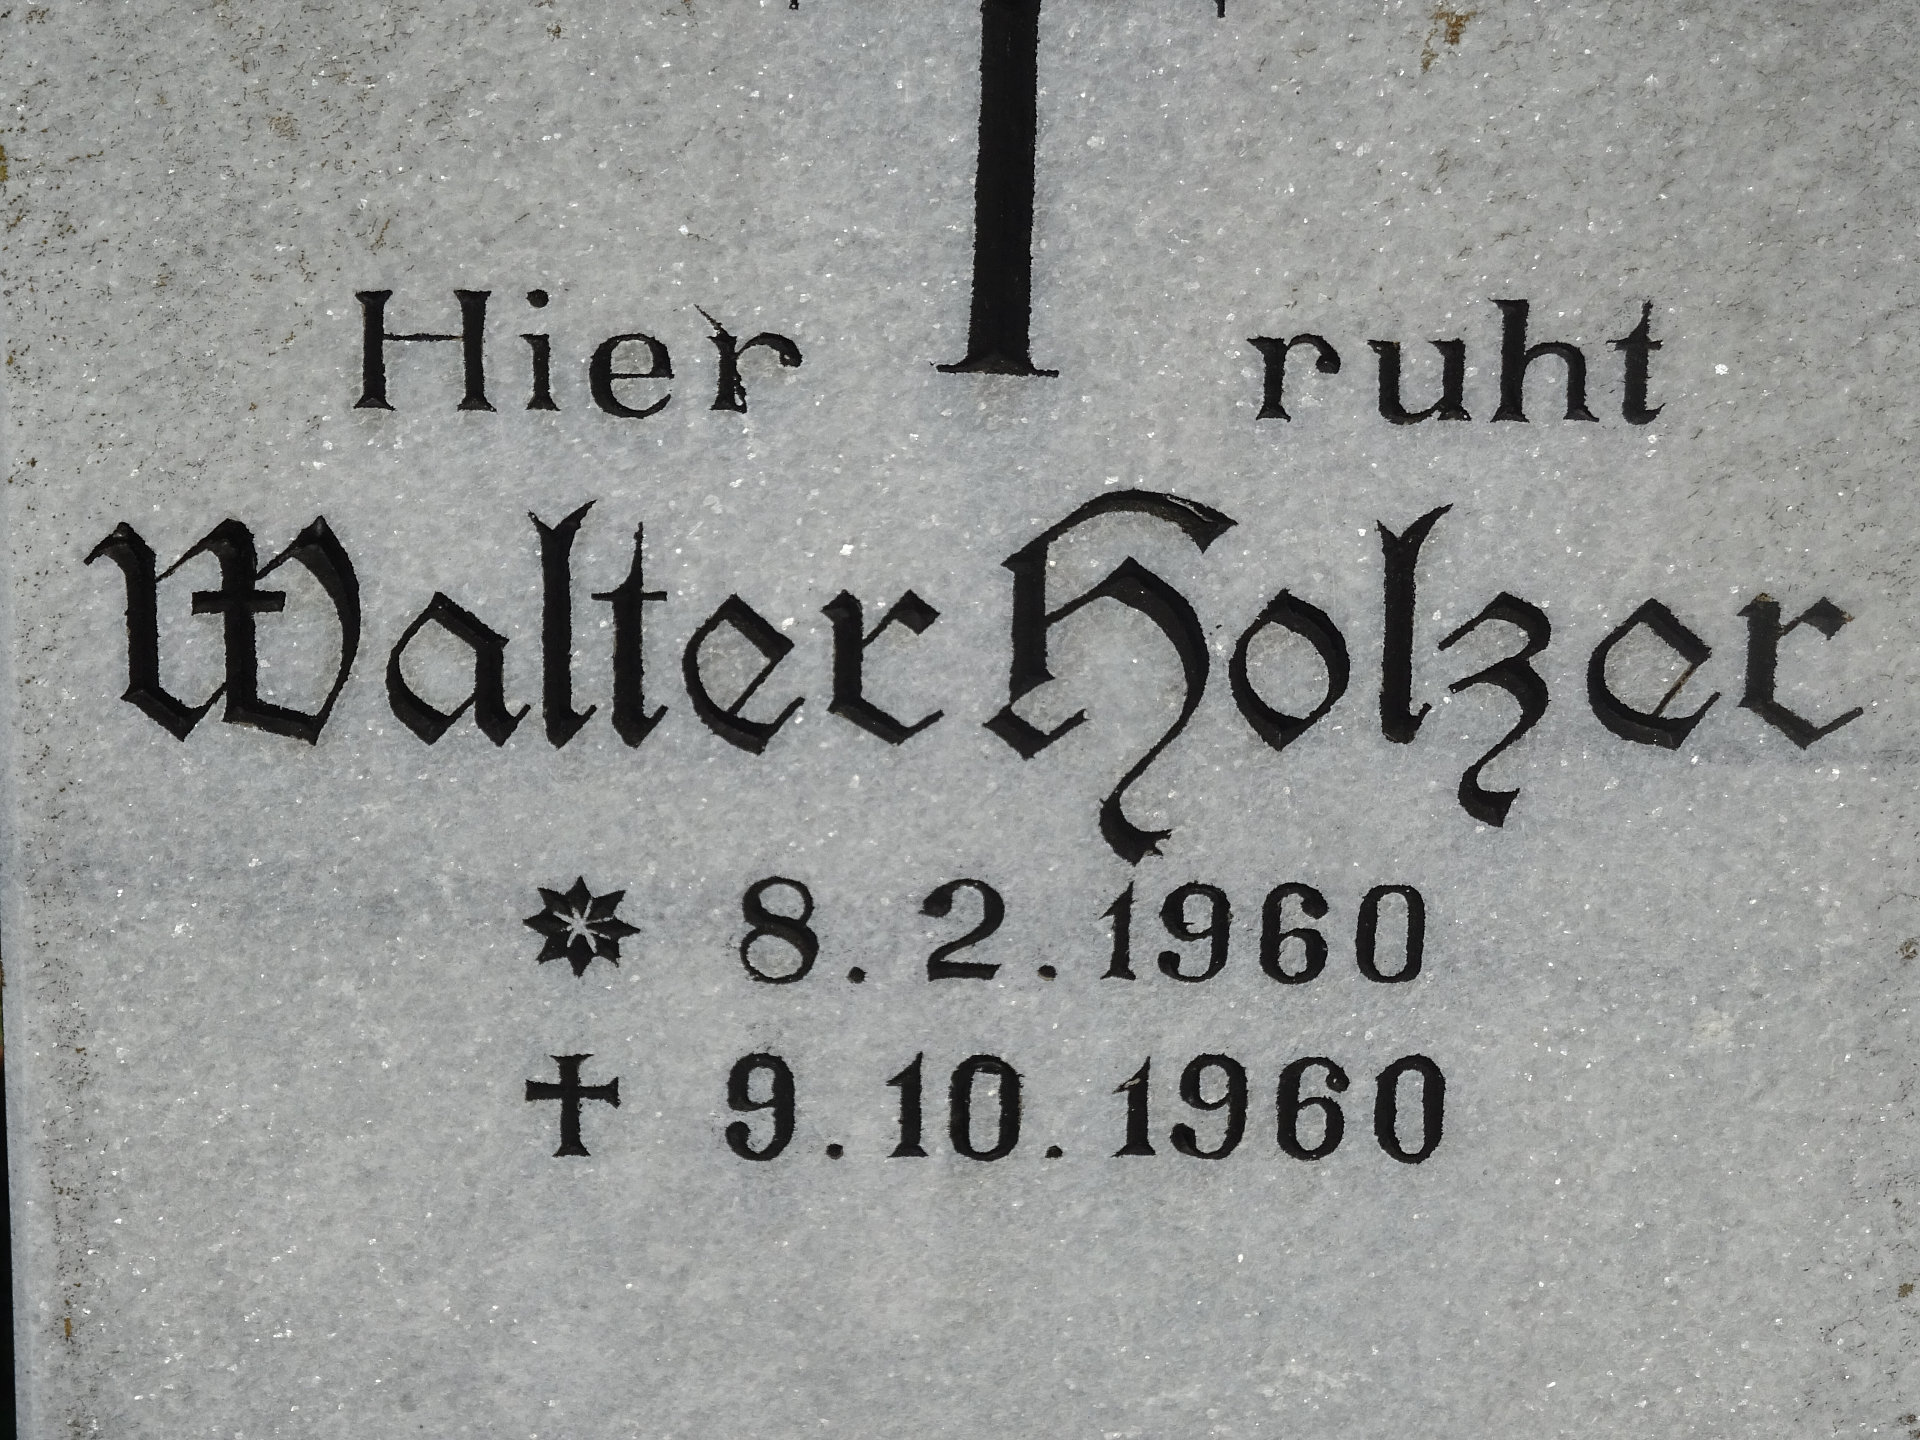 Hier ruht
Walter Holzer
* 8.2.1960
† 9.10.1960